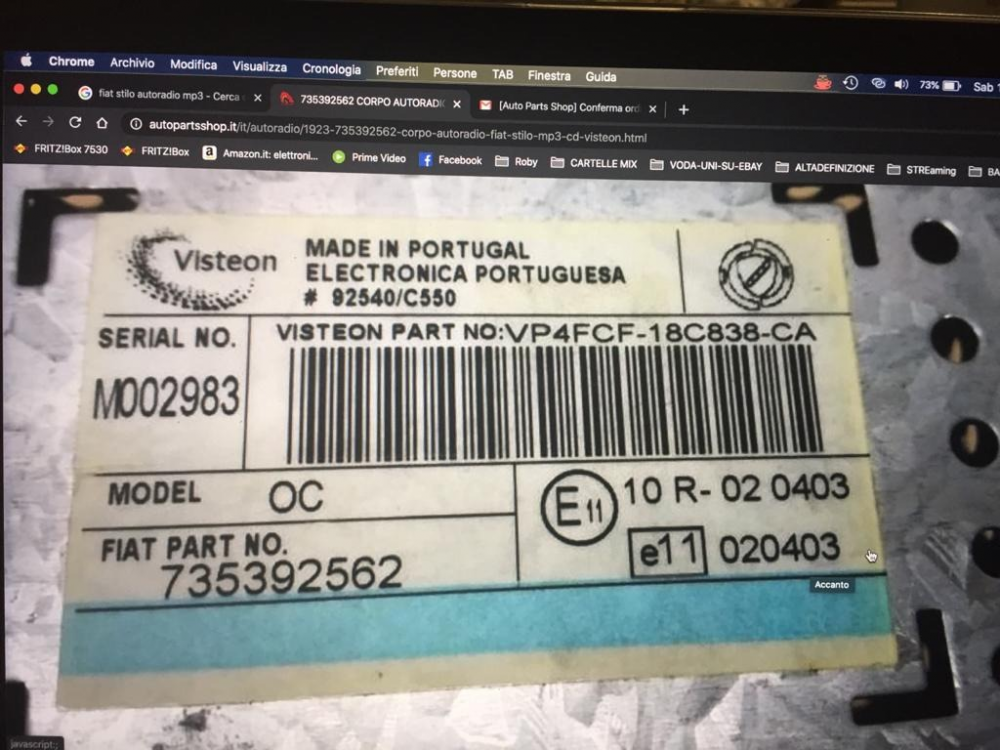 Chrome Archivio Modifica Visualizza Cronologia Preferiti Persone TAB Finestra Guida 73% Sab
fiat stilo autoradio mp3 - Cerca 735392562 CORPO AUTORADI [Auto Parts Shop] Conferma ord
autopartsshop.it/it/autoradio/1923-735392562-corpo-autoradio-fiat-stilo-mp3-cd-visteon.html
FRITZ!Box 7530 FRITZ!Box Amazon.it: elettroni... Prime Video Facebook Roby CARTELLE MIX VODA-UNI-SU-EBAY ALTADEFINIZIONE STREaming BA
Visteon
MADE IN PORTUGAL
ELECTRONICA PORTUGUESA
# 92540/C550
SERIAL NO.
M002983
VISTEON PART NO:VP4FCF-18C838-CA
MODEL OC
E11 10 R- 02 0403
FIAT PART NO.
735392562
e11 020403
Accanto
javascript:;